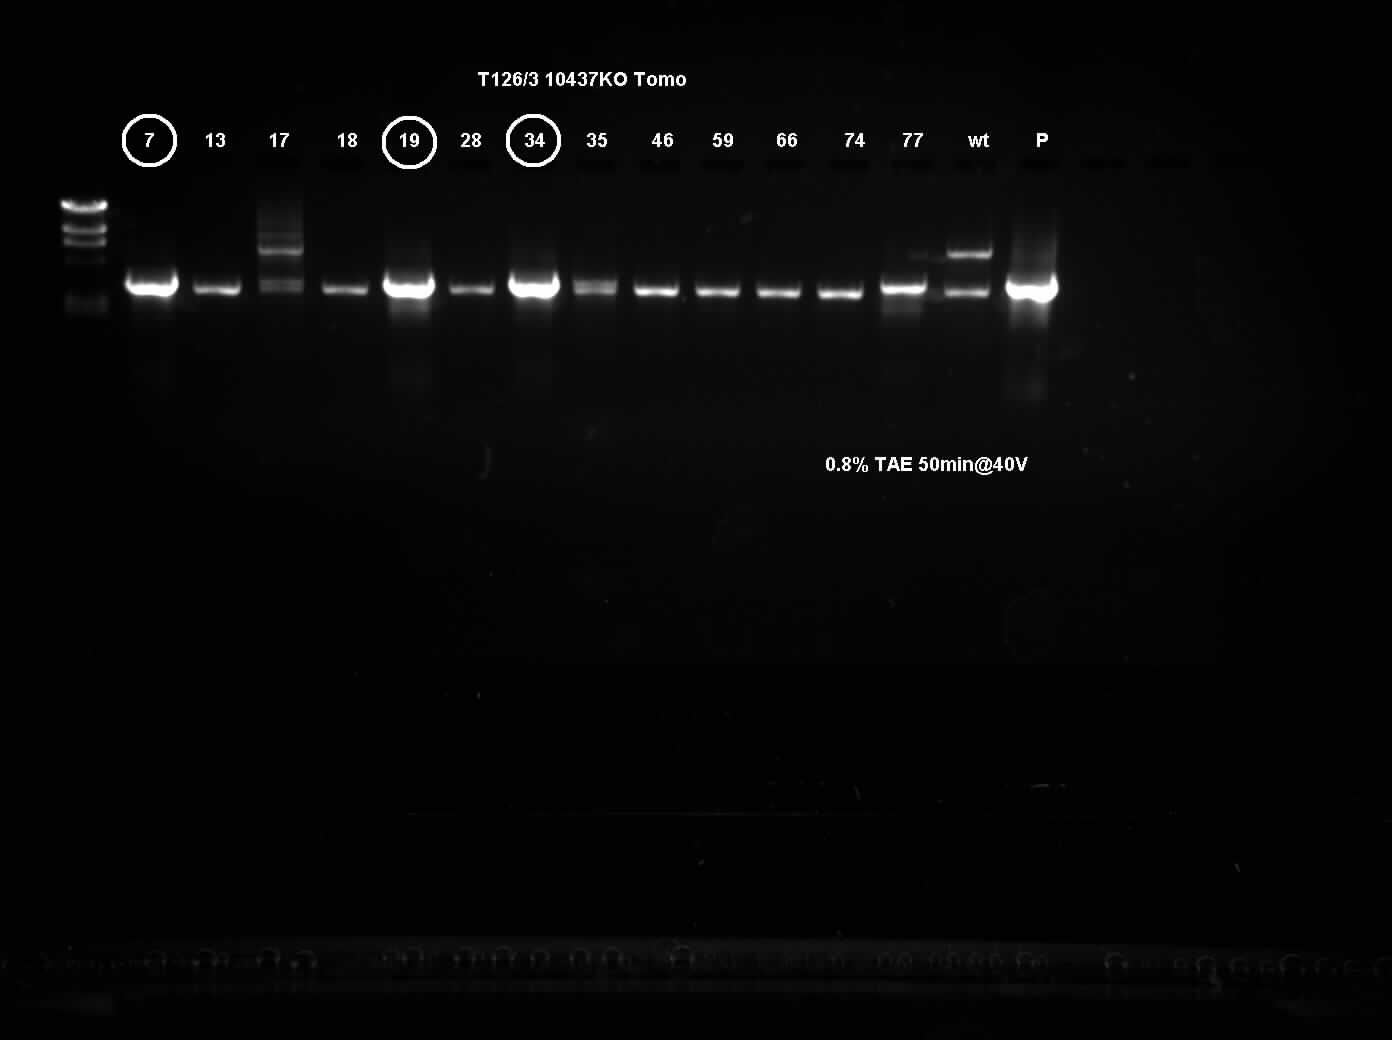 T126/3 10437KO Tomo
7 13 17 18 19 28 34 35 46 59 66 74 77 wt P
0.8% TAE 50min@40V